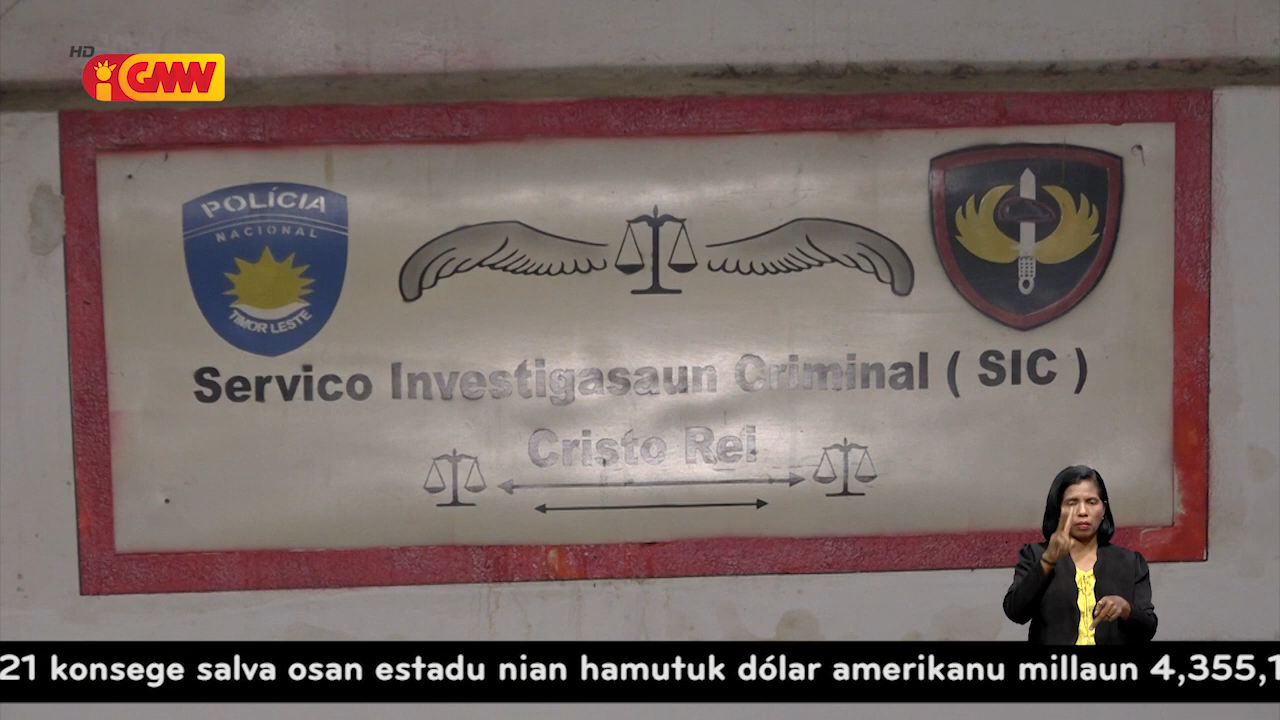 HD
GMN
POLÍCIA
NACIONAL
TIMOR LESTE
Servico Investigasaun Criminal ( SIC )
Cristo Rei
21 konsege salva osan estadu nian hamutuk dólar amerikanu millaun 4,355,1